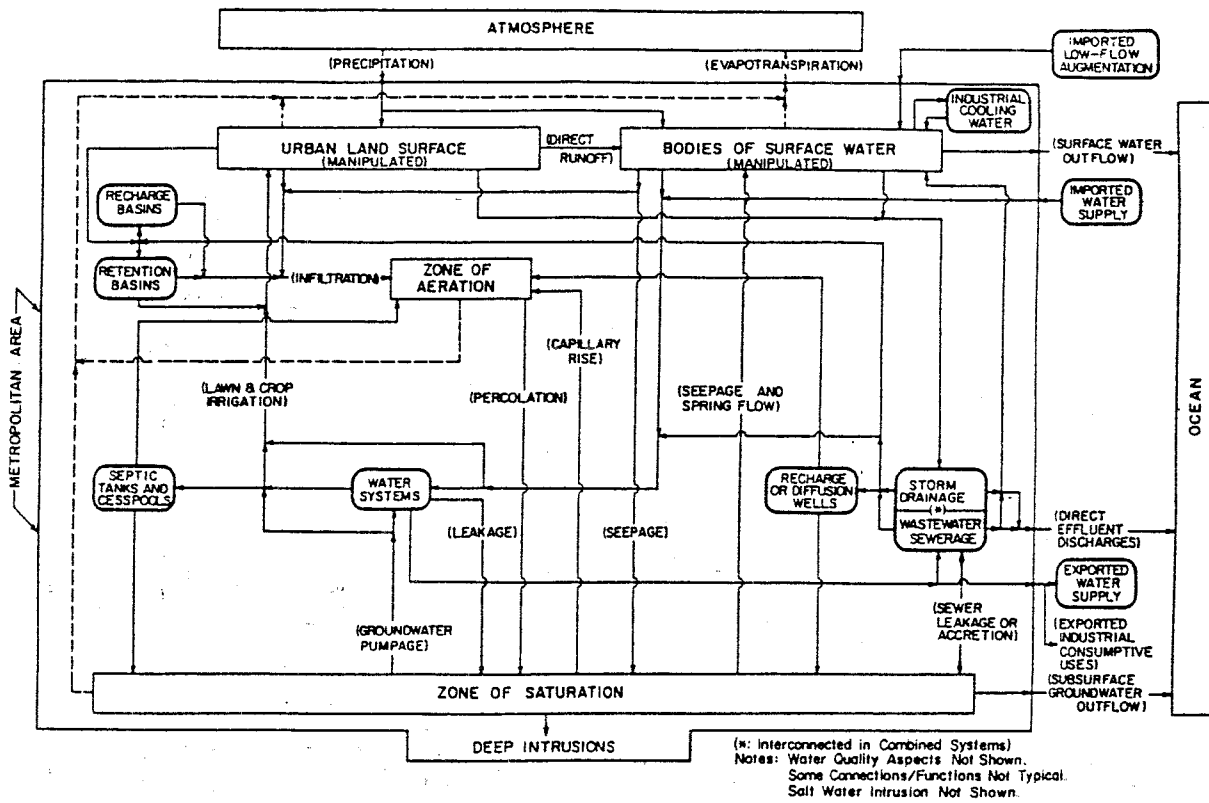 ATMOSPHERE
(PRECIPITATION)
(EVAPOTRANSPIRATION)
IMPORTED
LOW-FLOW
AUGMENTATION
INDUSTRIAL
COOLING
WATER
URBAN LAND SURFACE
(MANIPULATED)
(DIRECT
RUNOFF)
BODIES OF SURFACE WATER
(MANIPULATED)
(SURFACE WATER
OUTFLOW)
RECHARGE
BASINS
IMPORTED
WATER
SUPPLY
RETENTION
BASINS
(INFILTRATION)
ZONE OF
AERATION
METROPOLITAN AREA
OCEAN
(CAPILLARY
RISE)
(LAWN & CROP
IRRIGATION)
(PERCOLATION)
(SEEPAGE AND
SPRING FLOW)
SEPTIC
TANKS AND
CESSPOOLS
WATER
SYSTEMS
RECHARGE
OR DIFFUSION
WELLS
STORM
DRAINAGE
(*)
WASTEWATER
SEWERAGE
(LEAKAGE)
(SEEPAGE)
(DIRECT
EFFLUENT
DISCHARGES)
EXPORTED
WATER
SUPPLY
(GROUNDWATER
PUMPAGE)
(SEWER
LEAKAGE OR
ACCRETION)
(EXPORTED
INDUSTRIAL
CONSUMPTIVE
USES)
ZONE OF SATURATION
(SUBSURFACE
GROUNDWATER
OUTFLOW)
DEEP INTRUSIONS
(*: Interconnected in Combined Systems)
Notes: Water Quality Aspects Not Shown.
Some Connections/Functions Not Typical.
Salt Water Intrusion Not Shown.